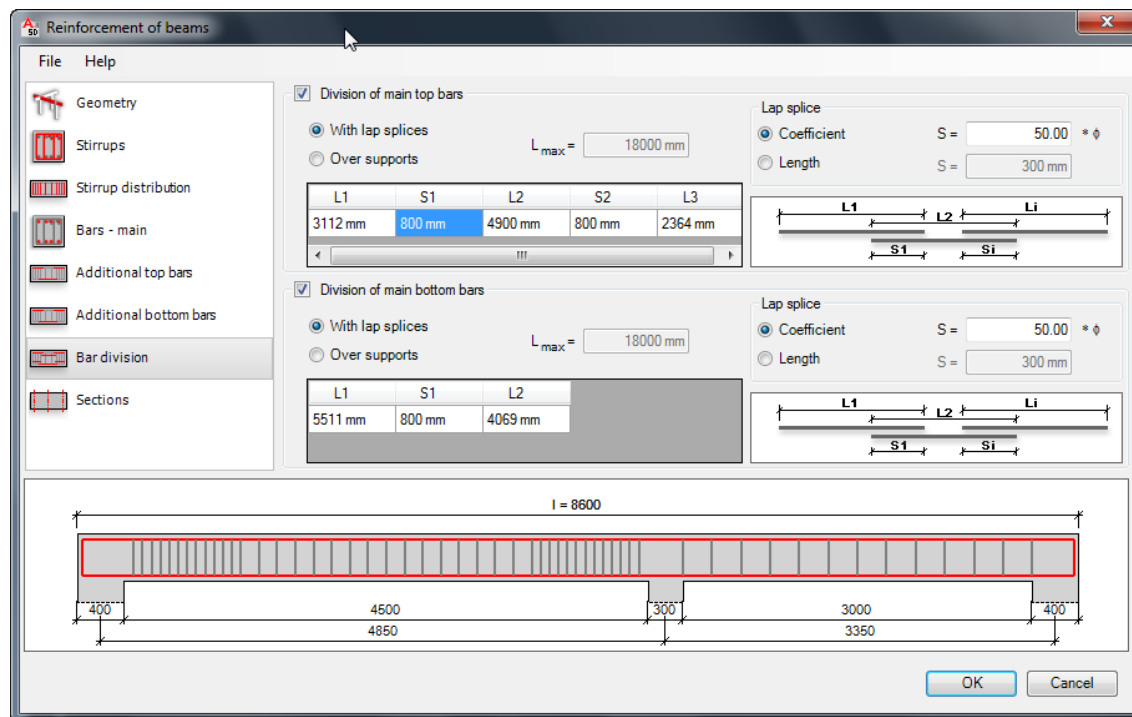 Reinforcement of beams
File Help
Geometry
Stirrups
Stirrup distribution
Bars - main
Additional top bars
Additional bottom bars
Bar division
Sections
Division of main top bars
With lap splices
Over supports
L max = 18000 mm
L1 S1 L2 S2 L3
3112 mm 800 mm 4900 mm 800 mm 2364 mm
Lap splice
Coefficient S = 50.00 * ϕ
Length S = 300 mm
L1 L2 Li
S1 Si
Division of main bottom bars
With lap splices
Over supports
L max = 18000 mm
L1 S1 L2
5511 mm 800 mm 4069 mm
Lap splice
Coefficient S = 50.00 * ϕ
Length S = 300 mm
L1 L2 Li
S1 Si
l = 8600
400 4500 300 3000 400
4850 3350
OK Cancel